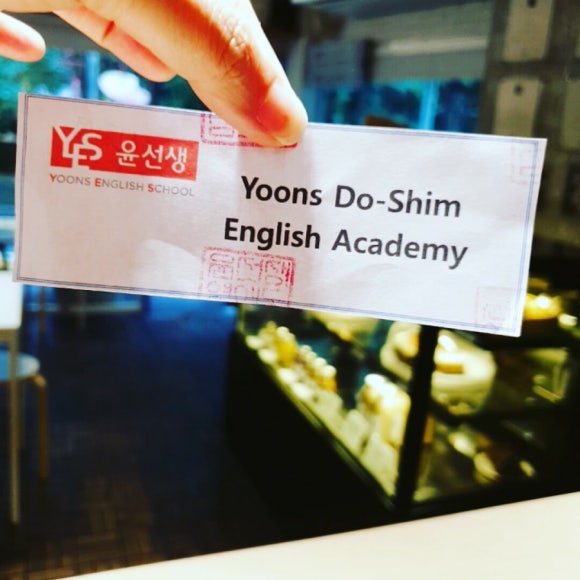 YES 윤선생
YOONS ENGLISH SCHOOL
Yoons Do-Shim
English Academy